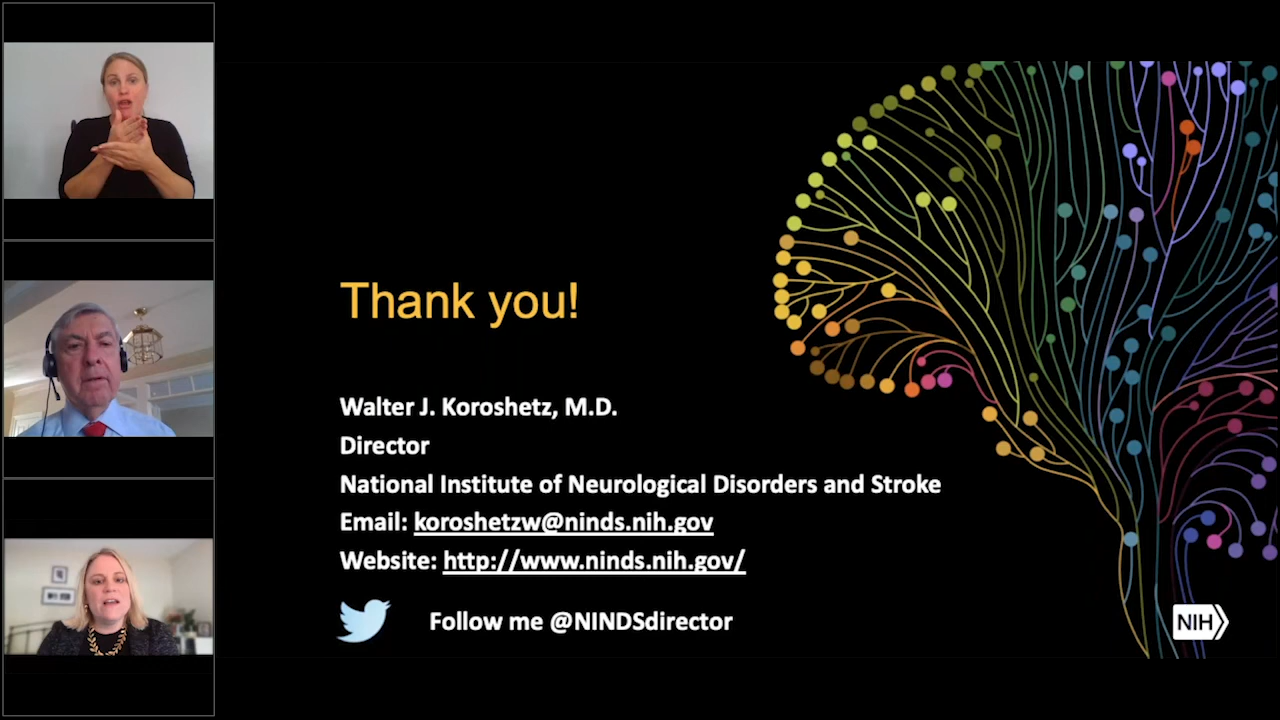 Thank you!
Walter J. Koroshetz, M.D.
Director
National Institute of Neurological Disorders and Stroke
Email: koroshetzw@ninds.nih.gov
Website: http://www.ninds.nih.gov/
Follow me @NINDSdirector
NIH